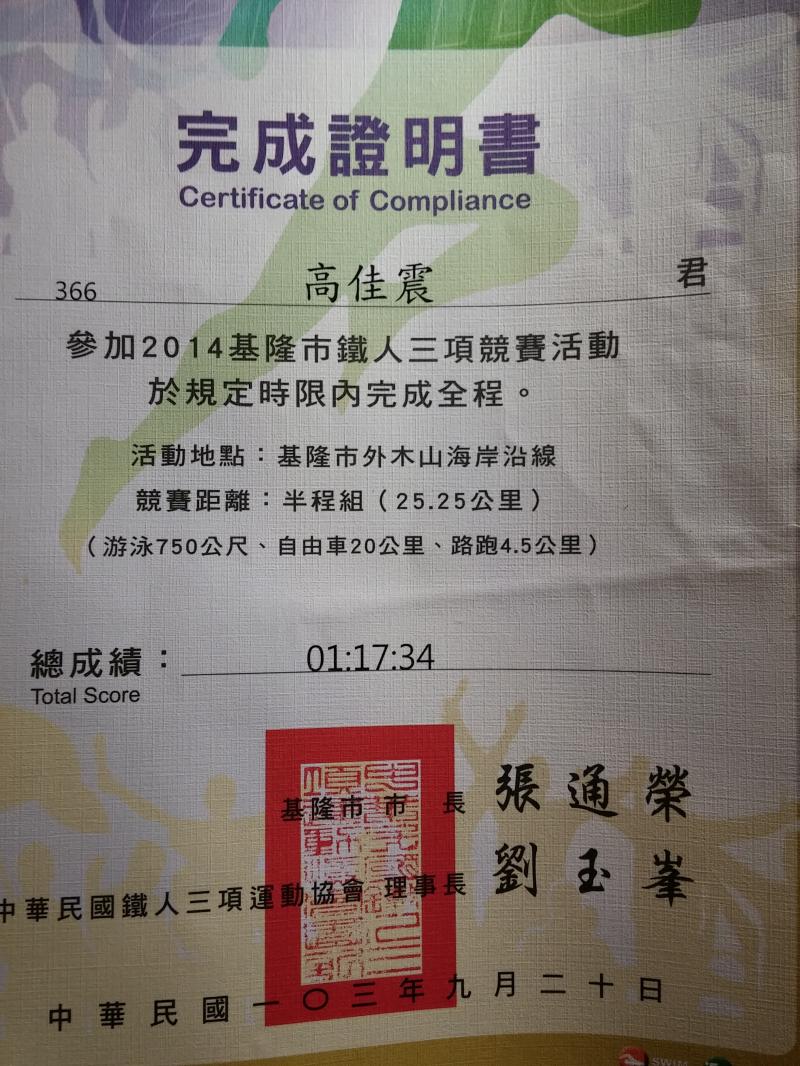 完成證明書
Certificate of Compliance
366 高佳震 君
參加2014基隆市鐵人三項競賽活動
於規定時限內完成全程。
活動地點：基隆市外木山海岸沿線
競賽距離：半程組（25.25公里）
（游泳750公尺、自由車20公里、路跑4.5公里）
總成績： 01:17:34
Total Score
基隆市 市 長 張通榮
中華民國鐵人三項運動協會 理事長 劉玉峯
中華民國一〇三年九月二十日
SWIM